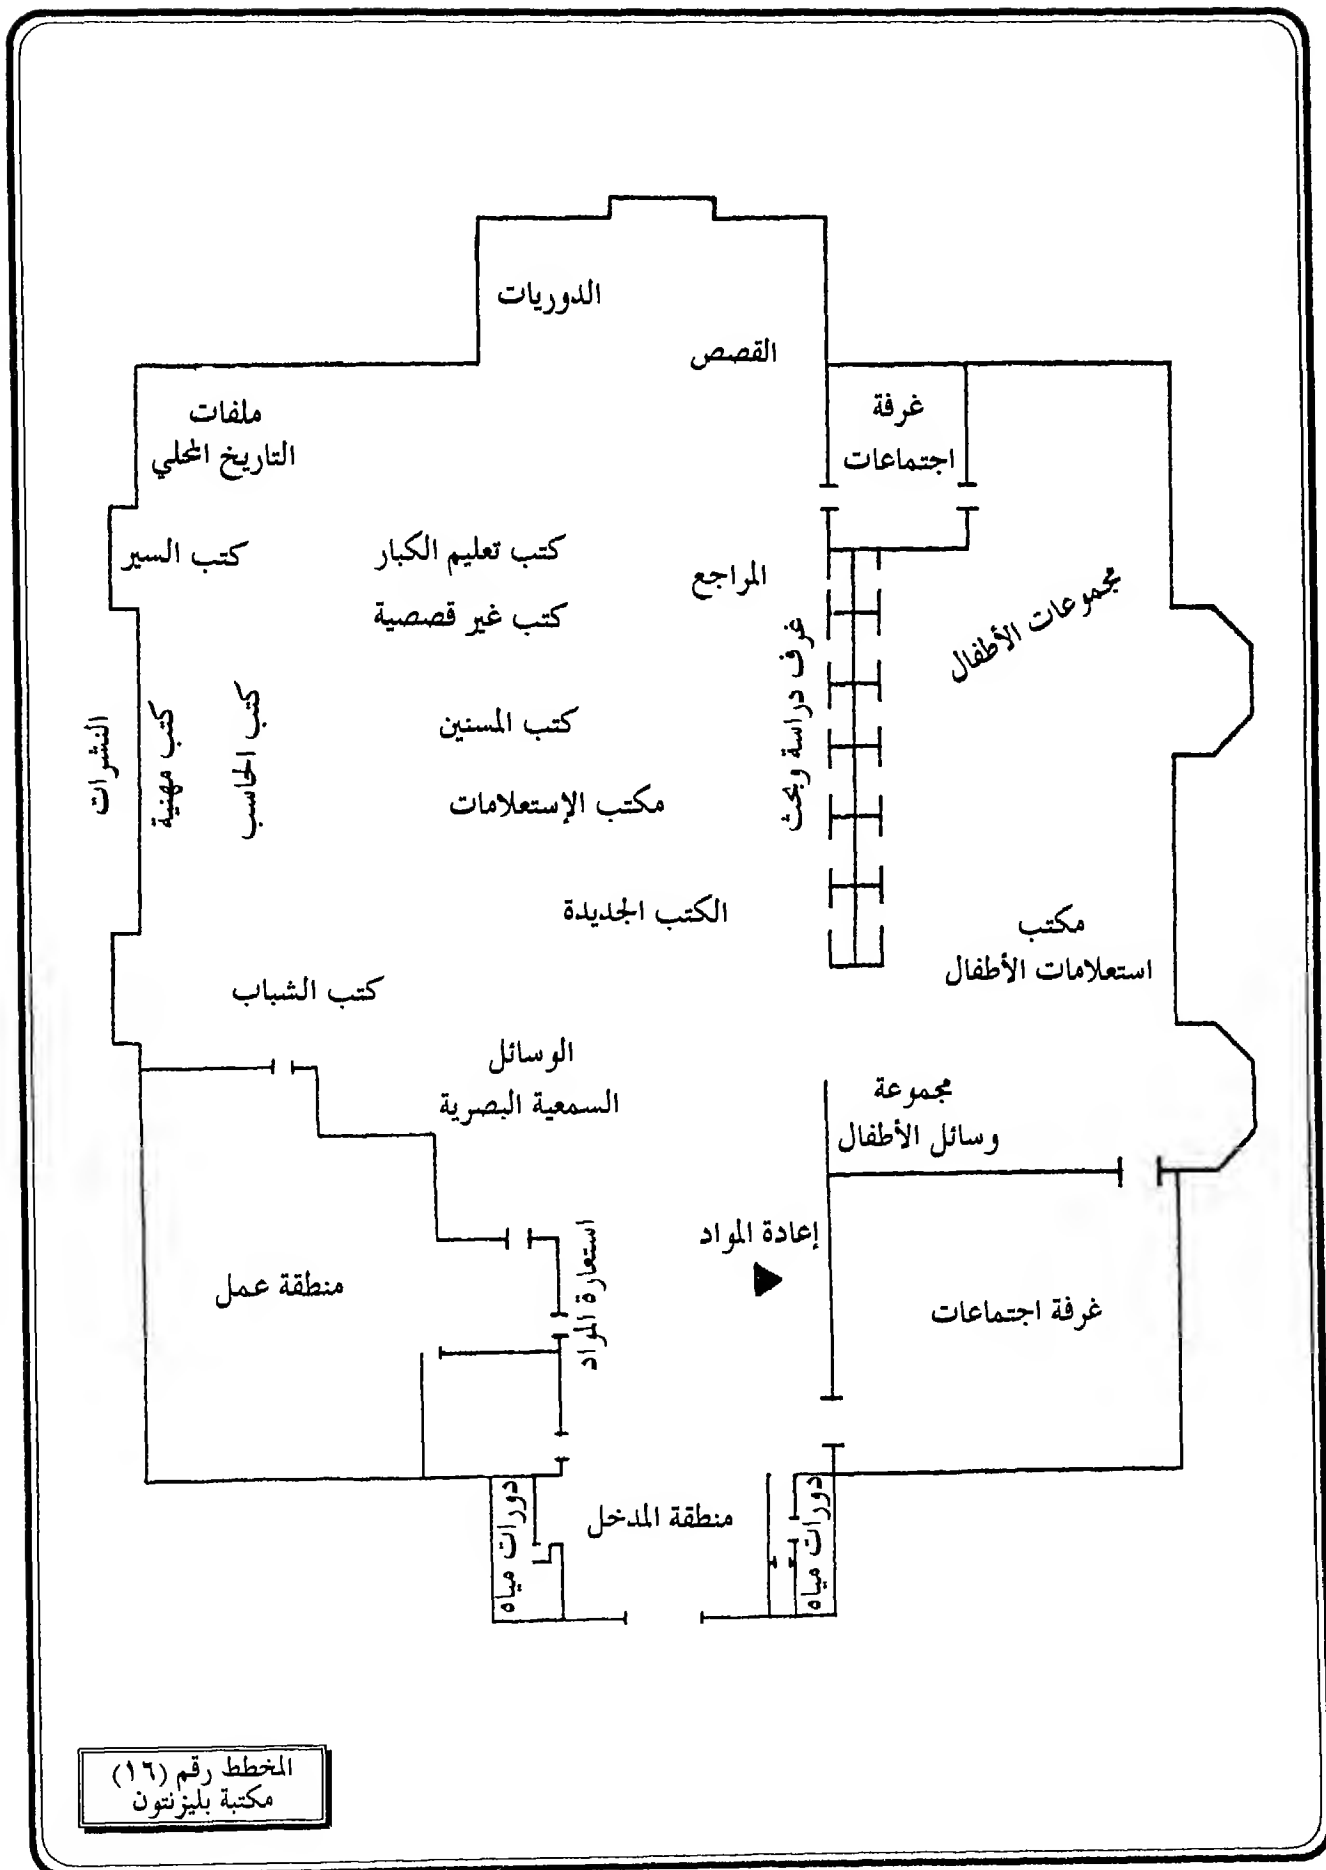 الدوريات
القصص
غرفة
اجتماعات
ملفات
التاريخ المحلي
كتب السير
كتب تعليم الكبار
كتب غير قصصية
المراجع
مجموعات الأطفال
غرف دراسة وبحث
كتب المسنين
مكتب الإستعلامات
كتب الحاسب
كتب مهنية
النشرات
الكتب الجديدة
مكتب
استعلامات الأطفال
كتب الشباب
الوسائل
السمعية البصرية
مجموعة
وسائل الأطفال
إعادة المواد
استعارة المواد
منطقة عمل
غرفة اجتماعات
منطقة المدخل
دورات مياه
دورات مياه
المخطط رقم (١٦)
مكتبة بليزنتون